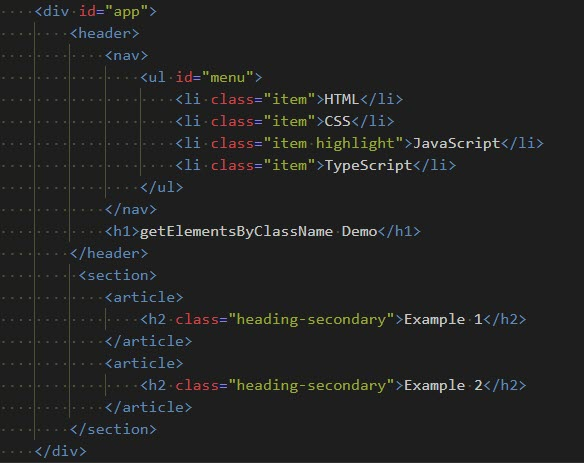 <div id="app">
<header>
<nav>
<ul id="menu">
<li class="item">HTML</li>
<li class="item">CSS</li>
<li class="item highlight">JavaScript</li>
<li class="item">TypeScript</li>
</ul>
</nav>
<h1>getElementsByClassName Demo</h1>
</header>
<section>
<article>
<h2 class="heading-secondary">Example 1</h2>
</article>
<article>
<h2 class="heading-secondary">Example 2</h2>
</article>
</section>
</div>